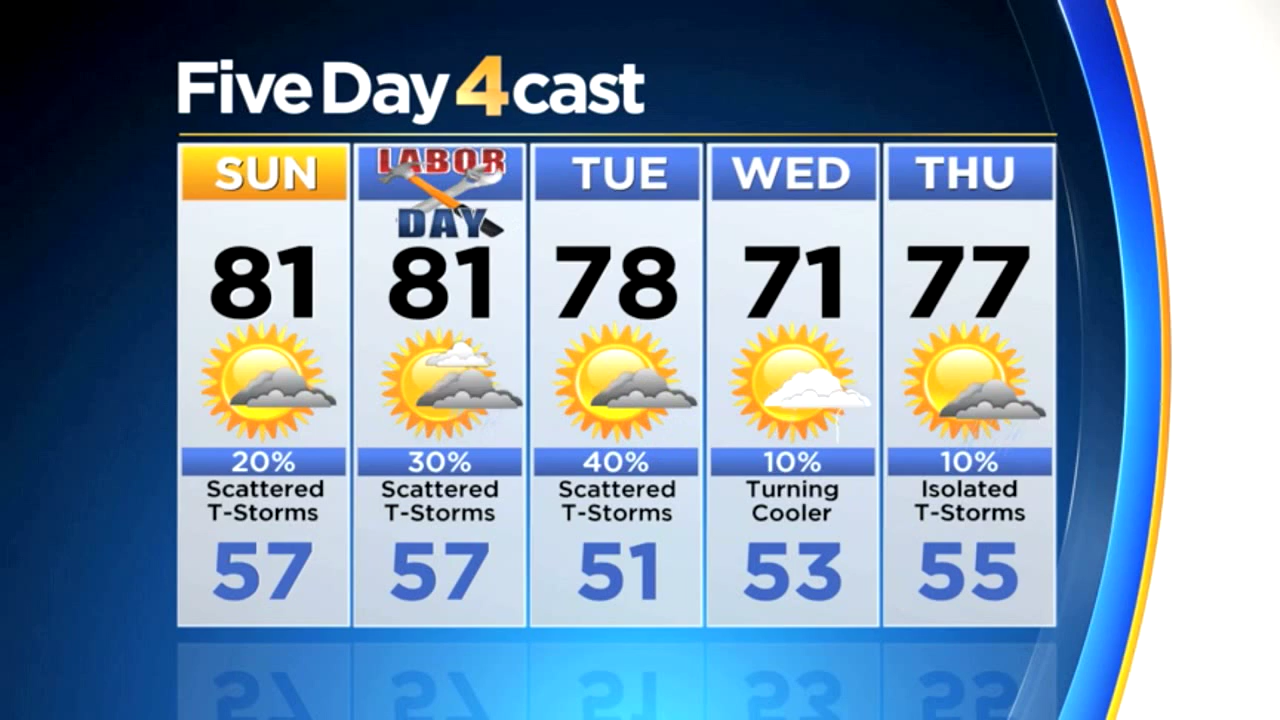 Five Day 4cast
SUN LABOR DAY TUE WED THU
81 81 78 71 77
20% 30% 40% 10% 10%
Scattered Scattered Scattered Turning Isolated
T-Storms T-Storms T-Storms Cooler T-Storms
57 57 51 53 55